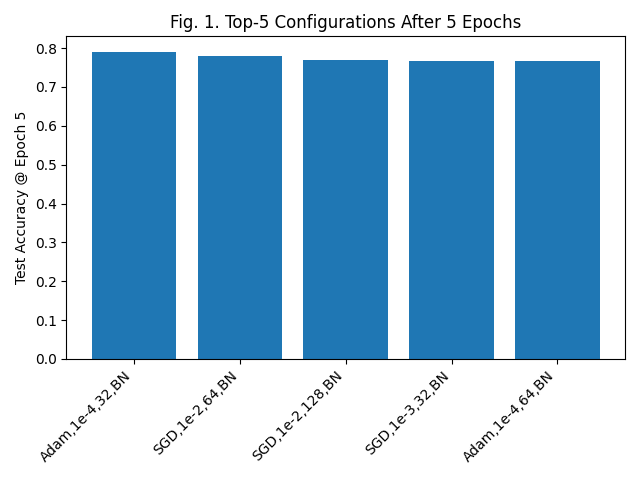 Fig. 1. Top-5 Configurations After 5 Epochs
Test Accuracy @ Epoch 5
0.8
0.7
0.6
0.5
0.4
0.3
0.2
0.1
0.0
Adam,1e-4,32,BN
SGD,1e-2,64,BN
SGD,1e-2,128,BN
SGD,1e-3,32,BN
Adam,1e-4,64,BN